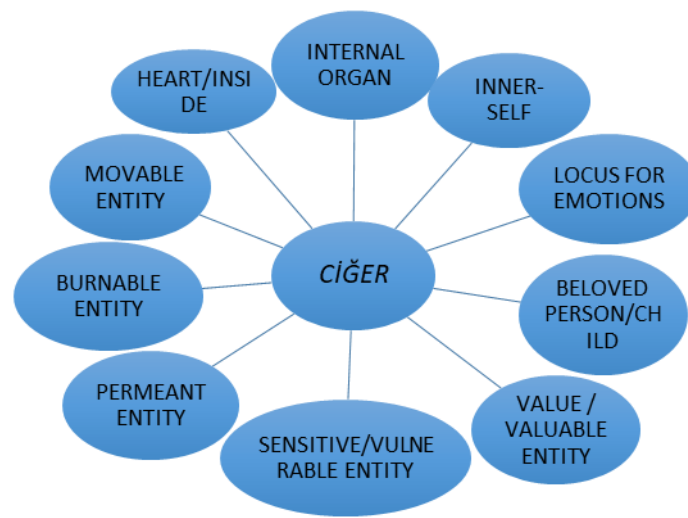 INTERNAL
ORGAN
INNER-
SELF
LOCUS FOR
EMOTIONS
BELOVED
PERSON/CH
ILD
VALUE /
VALUABLE
ENTITY
SENSITIVE/VULNE
RABLE ENTITY
PERMEANT
ENTITY
BURNABLE
ENTITY
MOVABLE
ENTITY
HEART/INSI
DE
CİĞER